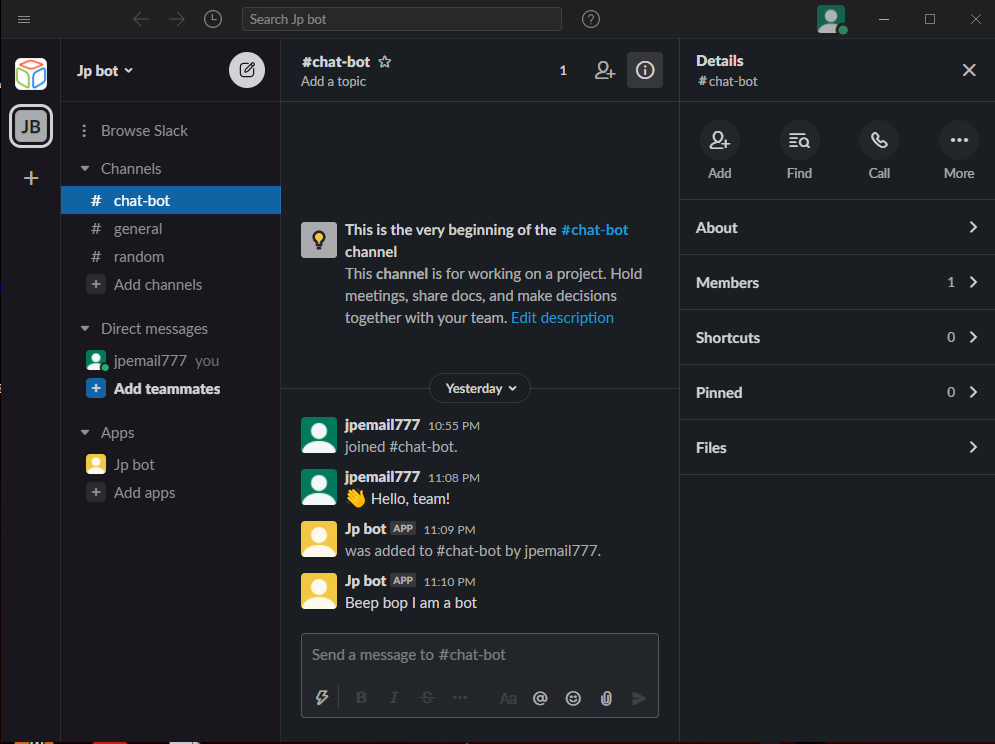 Search Jp bot
JB
Jp bot
Browse Slack
Channels
# chat-bot
# general
# random
+ Add channels
Direct messages
jpemail777 you
+ Add teammates
Apps
Jp bot
+ Add apps
#chat-bot
Add a topic
1
This is the very beginning of the #chat-bot
channel
This channel is for working on a project. Hold
meetings, share docs, and make decisions
together with your team. Edit description
Yesterday
jpemail777 10:55 PM
joined #chat-bot.
jpemail777 11:08 PM
👋 Hello, team!
Jp bot APP 11:09 PM
was added to #chat-bot by jpemail777.
Jp bot APP 11:10 PM
Beep bop I am a bot
Send a message to #chat-bot
B I S Aa @
Details
#chat-bot
Add Find Call More
About
Members 1
Shortcuts 0
Pinned 0
Files